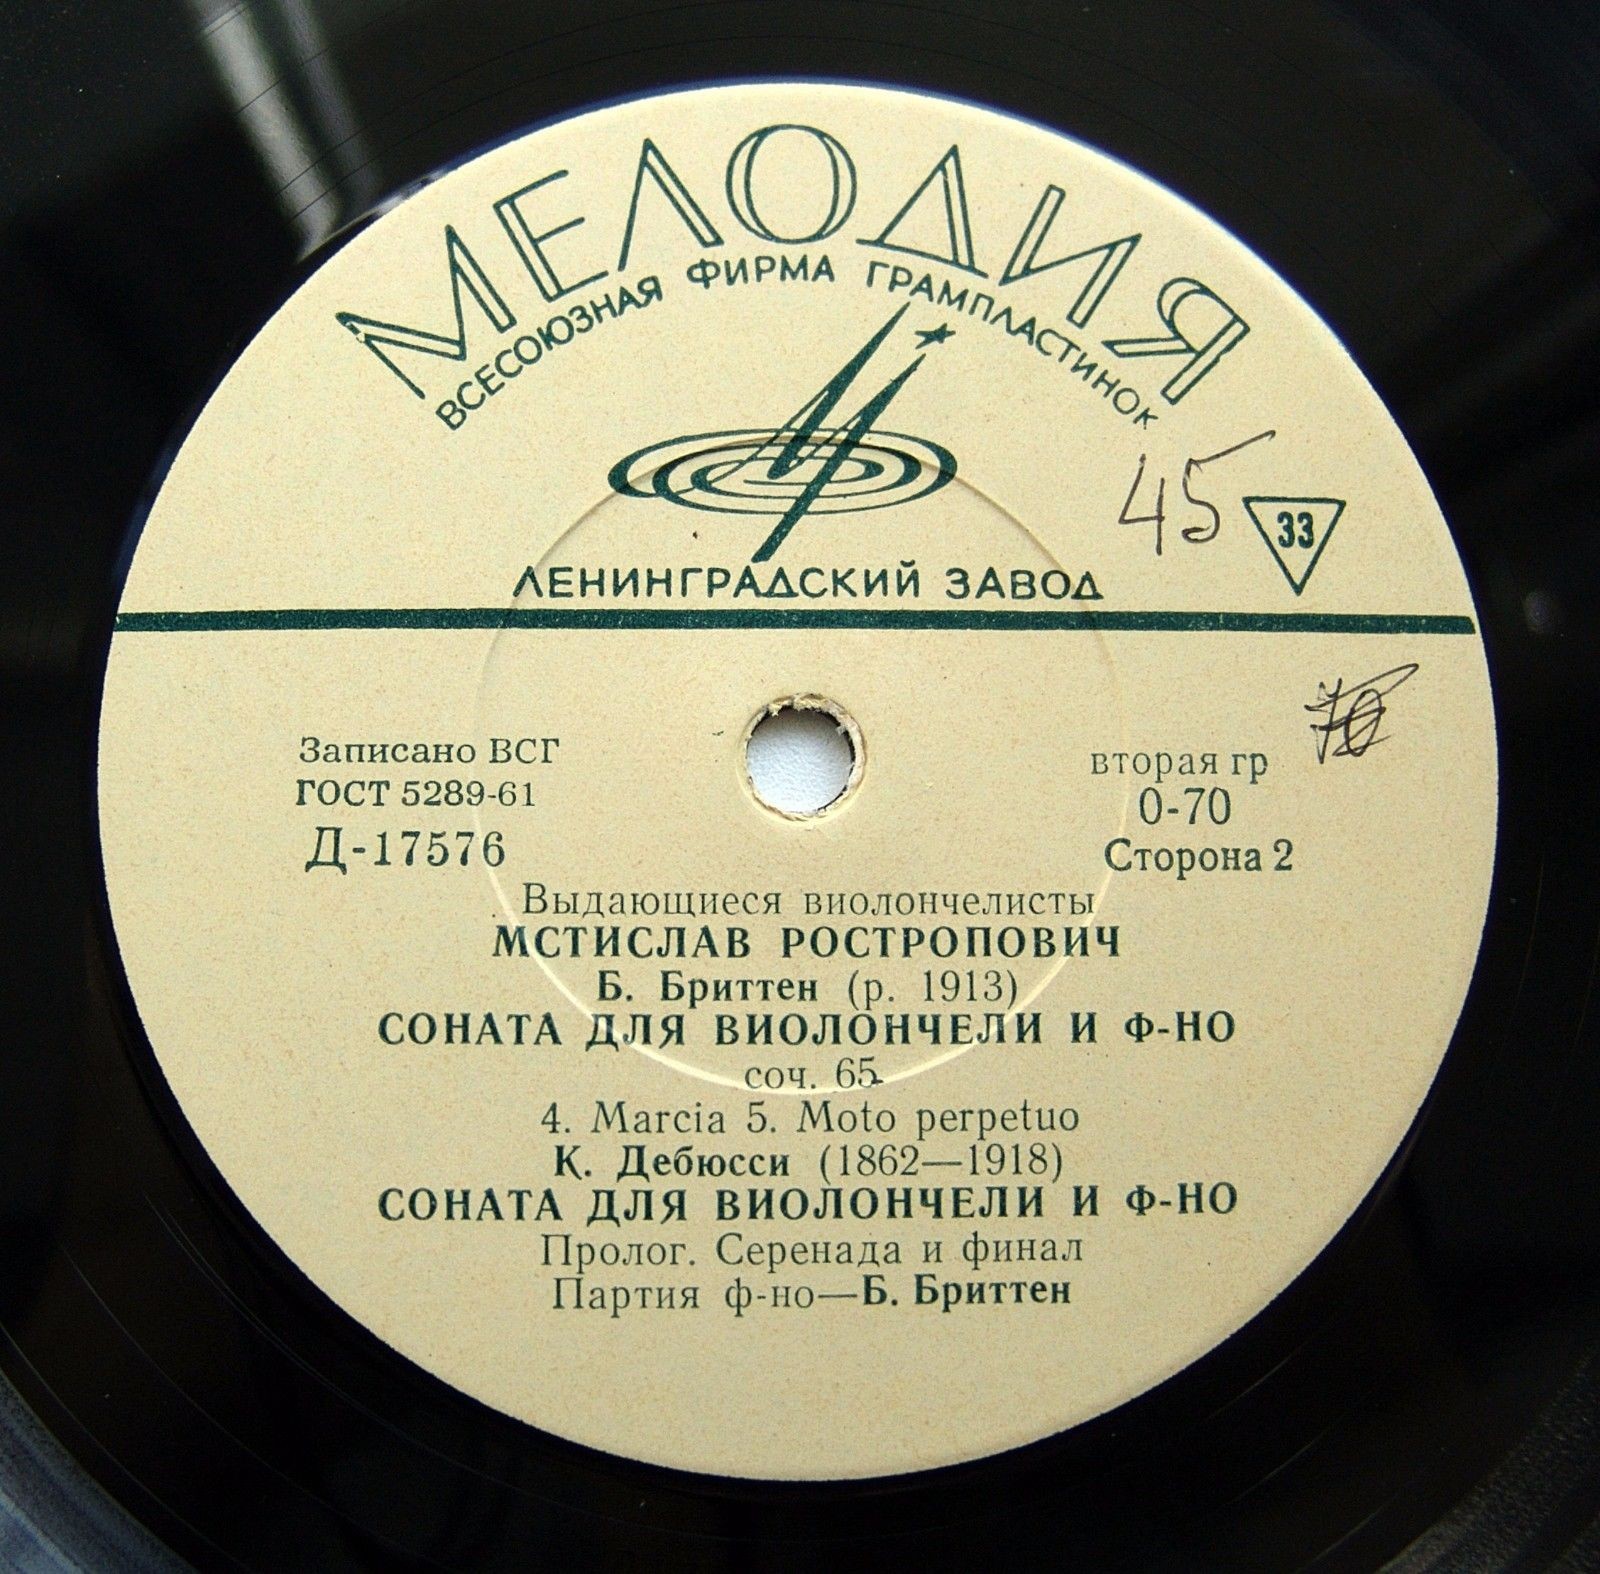 МЕЛОДИЯ
ВСЕСОЮЗНАЯ ФИРМА ГРАМПЛАСТИНОК
45
33
ЛЕНИНГРАДСКИЙ ЗАВОД
70
Записано ВСГ
ГОСТ 5289-61
Д-17576
вторая гр
0-70
Сторона 2
Выдающиеся виолончелисты
МСТИСЛАВ РОСТРОПОВИЧ
Б. Бриттен (р. 1913)
СОНАТА ДЛЯ ВИОЛОНЧЕЛИ И Ф-НО
соч. 65
4. Marcia 5. Moto perpetuo
К. Дебюсси (1862—1918)
СОНАТА ДЛЯ ВИОЛОНЧЕЛИ И Ф-НО
Пролог. Серенада и финал
Партия ф-но—Б. Бриттен